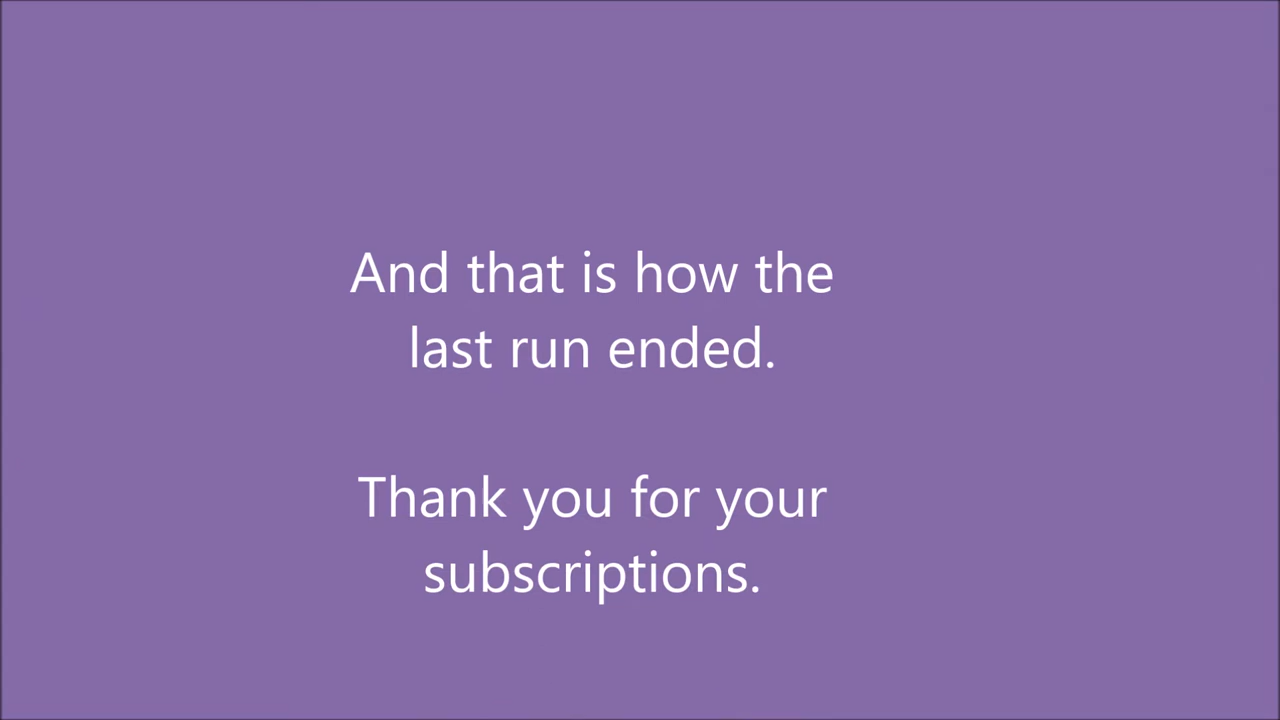 And that is how the
last run ended.
Thank you for your
subscriptions.